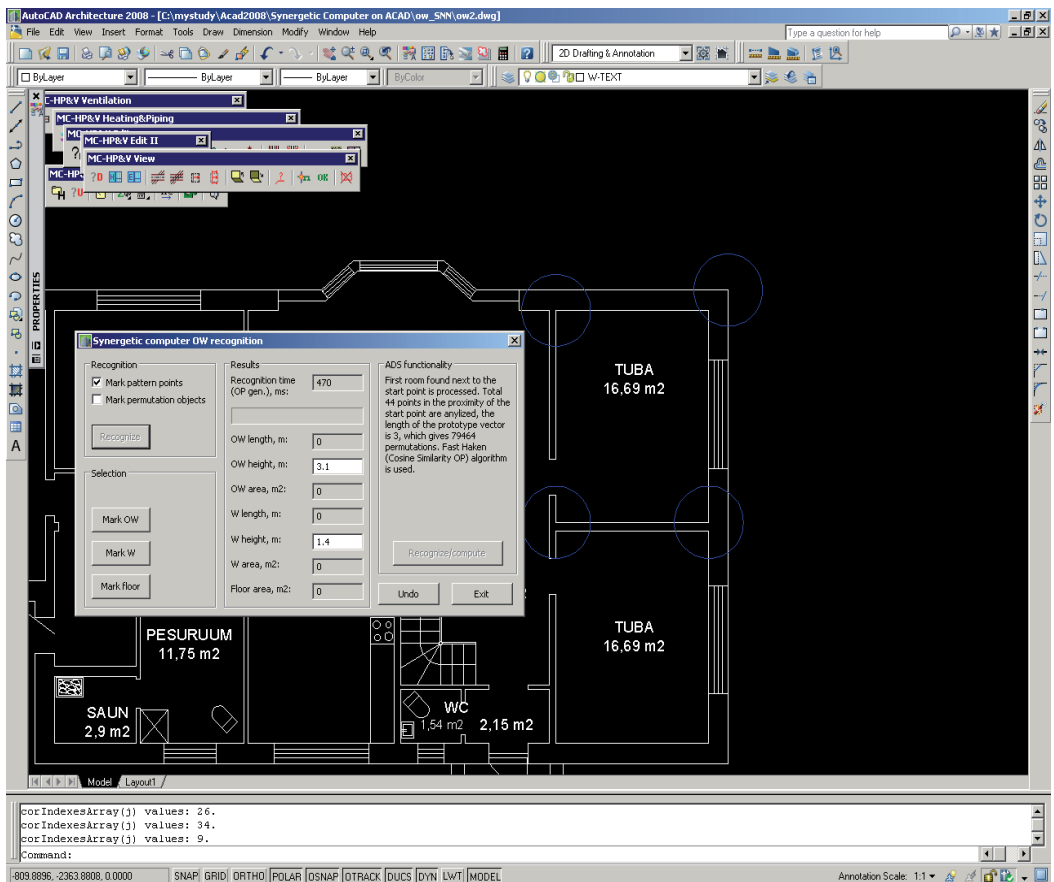 AutoCAD Architecture 2008 - [C:\mystudy\Acad2008\Synergetic Computer on ACAD\ow_SNN\ow2.dwg]
File Edit View Insert Format Tools Draw Dimension Modify Window Help
Type a question for help
2D Drafting & Annotation
ByLayer ByLayer ByLayer ByColor W-TEXT
MC-HP&V Ventilation
MC-HP&V Heating&Piping
MC-HP&V Edit II
MC-HP&V View
PROPERTIES
Synergetic computer OW recognition
Recognition
Mark pattern points
Mark permutation objects
Recognize
Selection
Mark OW
Mark W
Mark floor
Results
Recognition time
(OP gen.), ms: 470
OW length, m: 0
OW height, m: 3.1
OW area, m2: 0
W length, m: 0
W height, m: 1.4
W area, m2: 0
Floor area, m2: 0
ADS functionality
First room found next to the
start point is processed. Total
44 points in the proximity of the
start point are anylized, the
length of the prototype vector
is 3, which gives 79464
permutations. Fast Haken
(Cosine Similarity OP) algorithm
is used.
Recognize/compute
Undo Exit
TUBA
16,69 m2
TUBA
16,69 m2
PESURUUM
11,75 m2
SAUN
2,9 m2
WC
1,54 m2 2,15 m2
Model Layout1
corIndexesArray(j) values: 26.
corIndexesArray(j) values: 34.
corIndexesArray(j) values: 9.
Command:
-809.8896, -2363.8808, 0.0000 SNAP GRID ORTHO POLAR OSNAP OTRACK DUCS DYN LWT MODEL Annotation Scale: 1:1